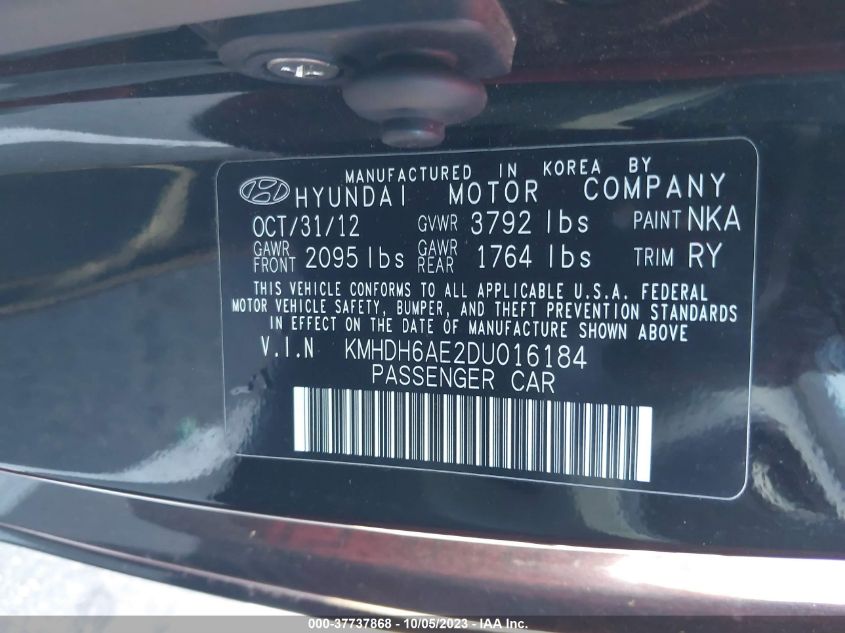 MANUFACTURED IN KOREA BY
HYUNDAI MOTOR COMPANY
OCT/31/12 GVWR 3792 lbs PAINT NKA
GAWR FRONT 2095 lbs GAWR REAR 1764 lbs TRIM RY
THIS VEHICLE CONFORMS TO ALL APPLICABLE U.S.A. FEDERAL
MOTOR VEHICLE SAFETY, BUMPER, AND THEFT PREVENTION STANDARDS
IN EFFECT ON THE DATE OF MANUFACTURE SHOWN ABOVE
V.I.N KMHDH6AE2DU016184
PASSENGER CAR
000-37737868 - 10/05/2023 - IAAI.COM